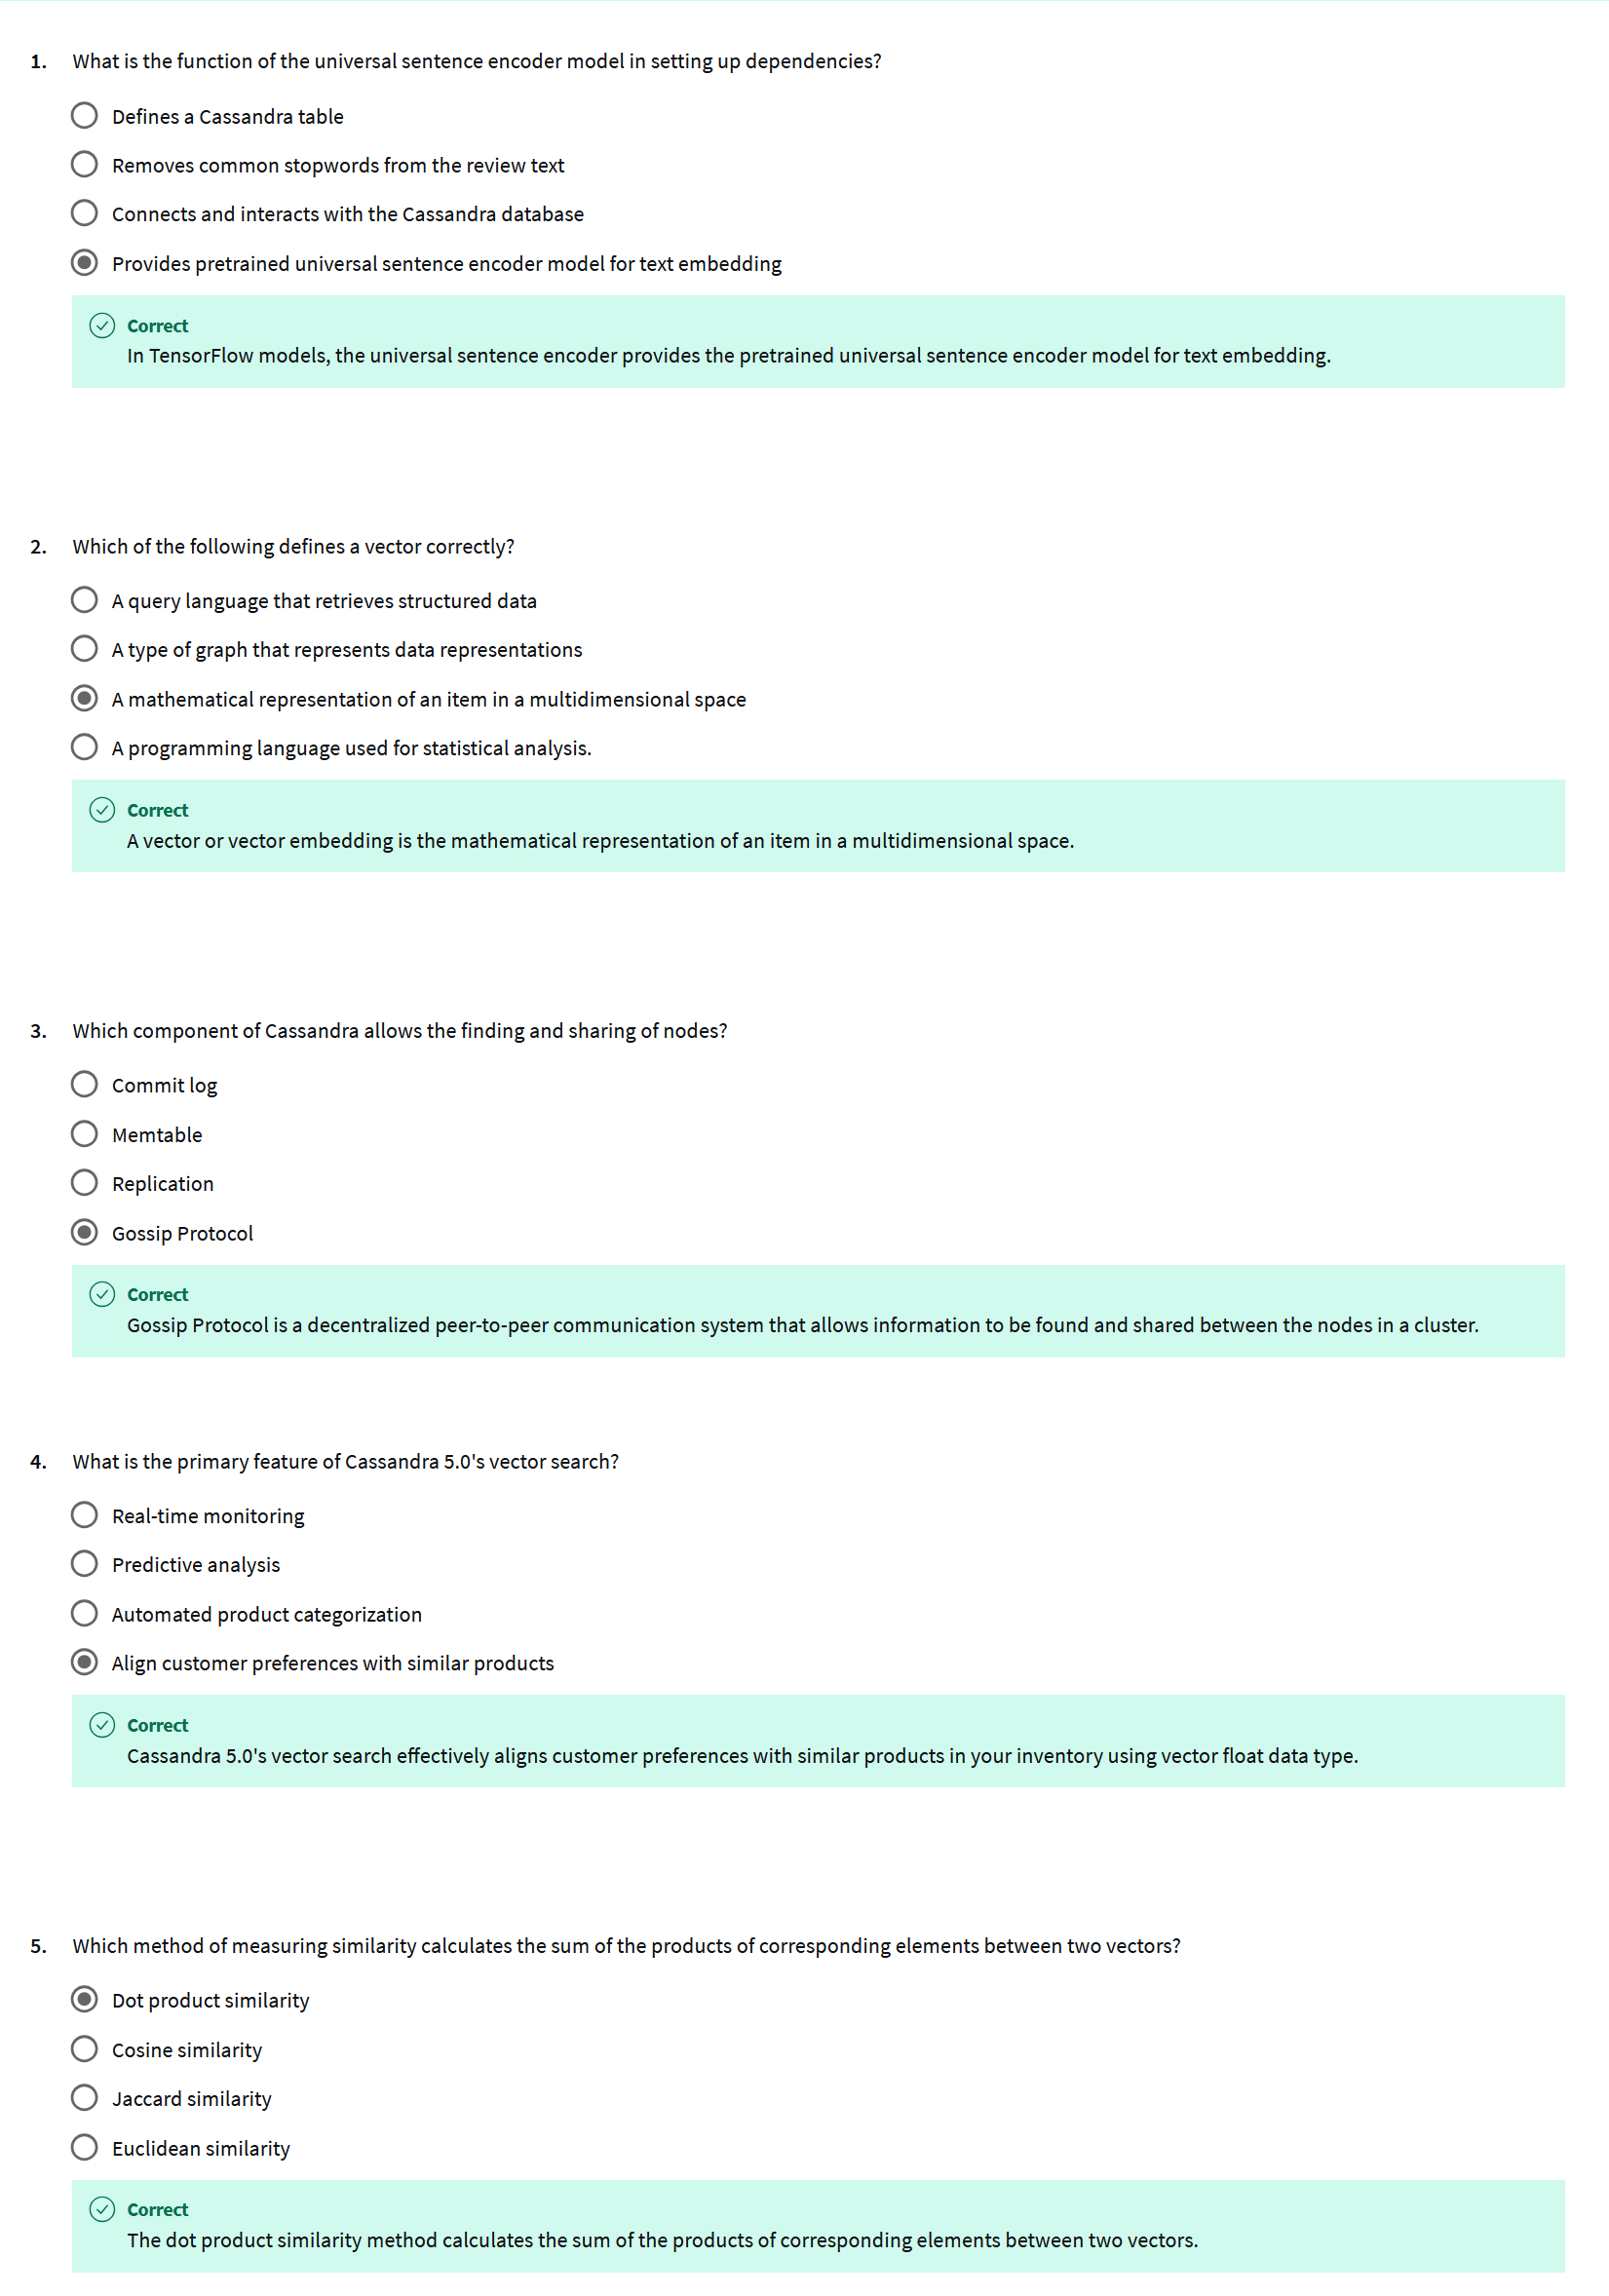 1. What is the function of the universal sentence encoder model in setting up dependencies?
Defines a Cassandra table
Removes common stopwords from the review text
Connects and interacts with the Cassandra database
Provides pretrained universal sentence encoder model for text embedding
Correct
In TensorFlow models, the universal sentence encoder provides the pretrained universal sentence encoder model for text embedding.
2. Which of the following defines a vector correctly?
A query language that retrieves structured data
A type of graph that represents data representations
A mathematical representation of an item in a multidimensional space
A programming language used for statistical analysis.
Correct
A vector or vector embedding is the mathematical representation of an item in a multidimensional space.
3. Which component of Cassandra allows the finding and sharing of nodes?
Commit log
Memtable
Replication
Gossip Protocol
Correct
Gossip Protocol is a decentralized peer-to-peer communication system that allows information to be found and shared between the nodes in a cluster.
4. What is the primary feature of Cassandra 5.0's vector search?
Real-time monitoring
Predictive analysis
Automated product categorization
Align customer preferences with similar products
Correct
Cassandra 5.0's vector search effectively aligns customer preferences with similar products in your inventory using vector float data type.
5. Which method of measuring similarity calculates the sum of the products of corresponding elements between two vectors?
Dot product similarity
Cosine similarity
Jaccard similarity
Euclidean similarity
Correct
The dot product similarity method calculates the sum of the products of corresponding elements between two vectors.